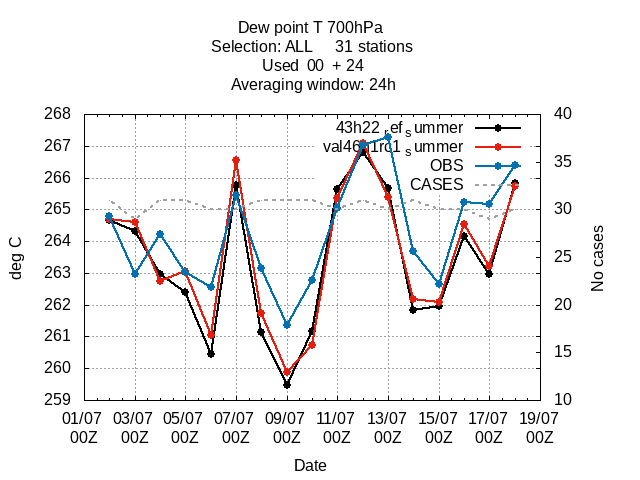 Dew point T 700hPa
Selection: ALL 31 stations
Used 00 + 24
Averaging window: 24h
43h22 ref summer
summer
OBS
CASES
268
267
266
265
264
263
262
261
260
259
deg C
40
35
30
25
20
15
10
No cases
01/07 03/07 05/07 07/07 09/07 11/07 13/07 15/07 17/07 19/07
00Z 00Z 00Z 00Z 00Z 00Z 00Z 00Z 00Z 00Z
Date